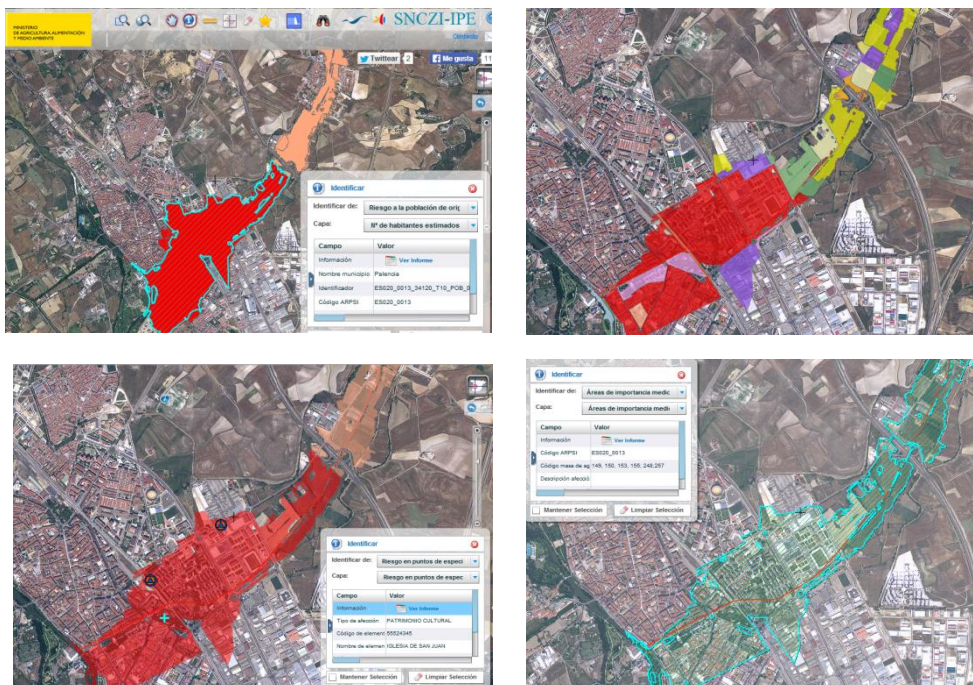 MINISTERIO
DE AGRICULTURA, ALIMENTACIÓN
Y MEDIO AMBIENTE
SNCZI-IPE
Contacto
Twittear 2
Me gusta 11
Identificar
Identificar de: Riesgo a la población de orig
Capa: Nº de habitantes estimados
Campo Valor
Información Ver Informe
Nombre municipio Palencia
Identificador ES020_0013_34120_T10_POB_0
Código ARPSI ES020_0013
Identificar
Identificar de: Riesgo en puntos de especi
Capa: Riesgo en puntos de espec
Campo Valor
Información Ver Informe
Tipo de afección PATRIMONIO CULTURAL
Código de element 55524345
Nombre de elemen IGLESIA DE SAN JUAN
Mantener Selección Limpiar Selección
Identificar
Identificar de: Áreas de importancia medic
Capa: Áreas de importancia medi
Campo Valor
Información Ver Informe
Código ARPSI ES020_0013
Código masa de ag 149, 150, 153, 155, 248;257
Descripción afecció
Mantener Selección Limpiar Selección